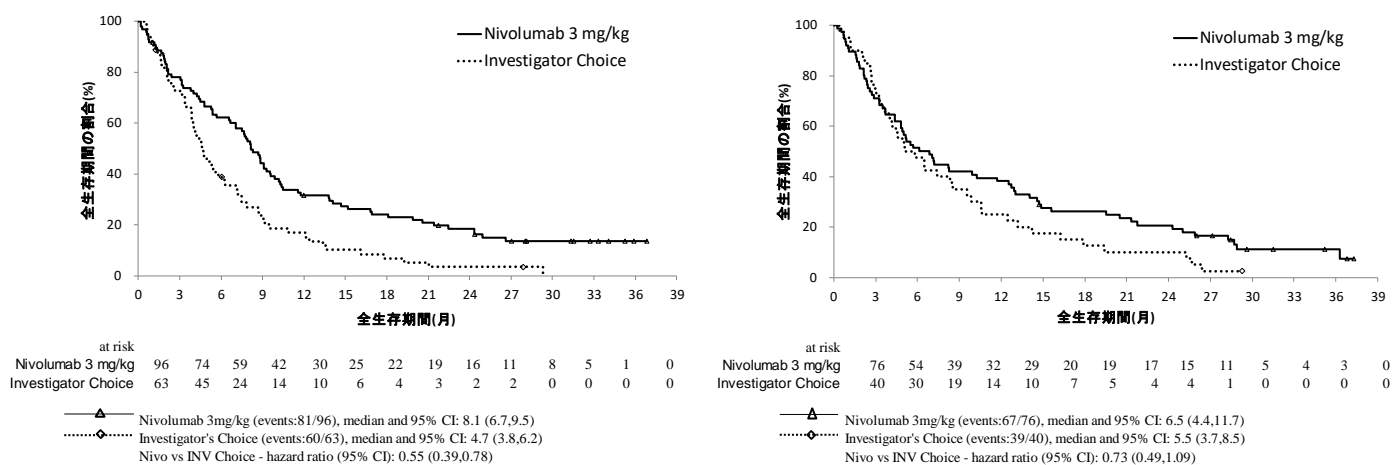 100
80
60
40
20
0
全生存期間の割合(%)
Nivolumab 3 mg/kg
Investigator Choice
0 3 6 9 12 15 18 21 24 27 30 33 36 39
全生存期間(月)
at risk
Nivolumab 3 mg/kg 96 74 59 42 30 25 22 19 16 11 8 5 1 0
Investigator Choice 63 45 24 14 10 6 4 3 2 2 0 0 0 0
Nivolumab 3mg/kg (events:81/96), median and 95% CI: 8.1 (6.7,9.5)
Investigator's Choice (events:60/63), median and 95% CI: 4.7 (3.8,6.2)
Nivo vs INV Choice - hazard ratio (95% CI): 0.55 (0.39,0.78)
100
80
60
40
20
0
全生存期間の割合(%)
Nivolumab 3 mg/kg
Investigator Choice
0 3 6 9 12 15 18 21 24 27 30 33 36 39
全生存期間(月)
at risk
Nivolumab 3 mg/kg 76 54 39 32 29 20 19 17 15 11 5 4 3 0
Investigator Choice 40 30 19 14 10 7 5 4 4 1 0 0 0 0
Nivolumab 3mg/kg (events:67/76), median and 95% CI: 6.5 (4.4,11.7)
Investigator's Choice (events:39/40), median and 95% CI: 5.5 (3.7,8.5)
Nivo vs INV Choice - hazard ratio (95% CI): 0.73 (0.49,1.09)